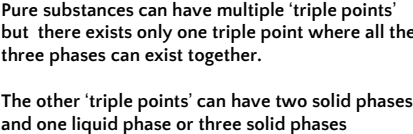 Pure substances can have multiple ‘triple points’
but  there exists only one triple point where all the
three phases can exist together.
The other ‘triple points’ can have two solid phases
and one liquid phase or three solid phases